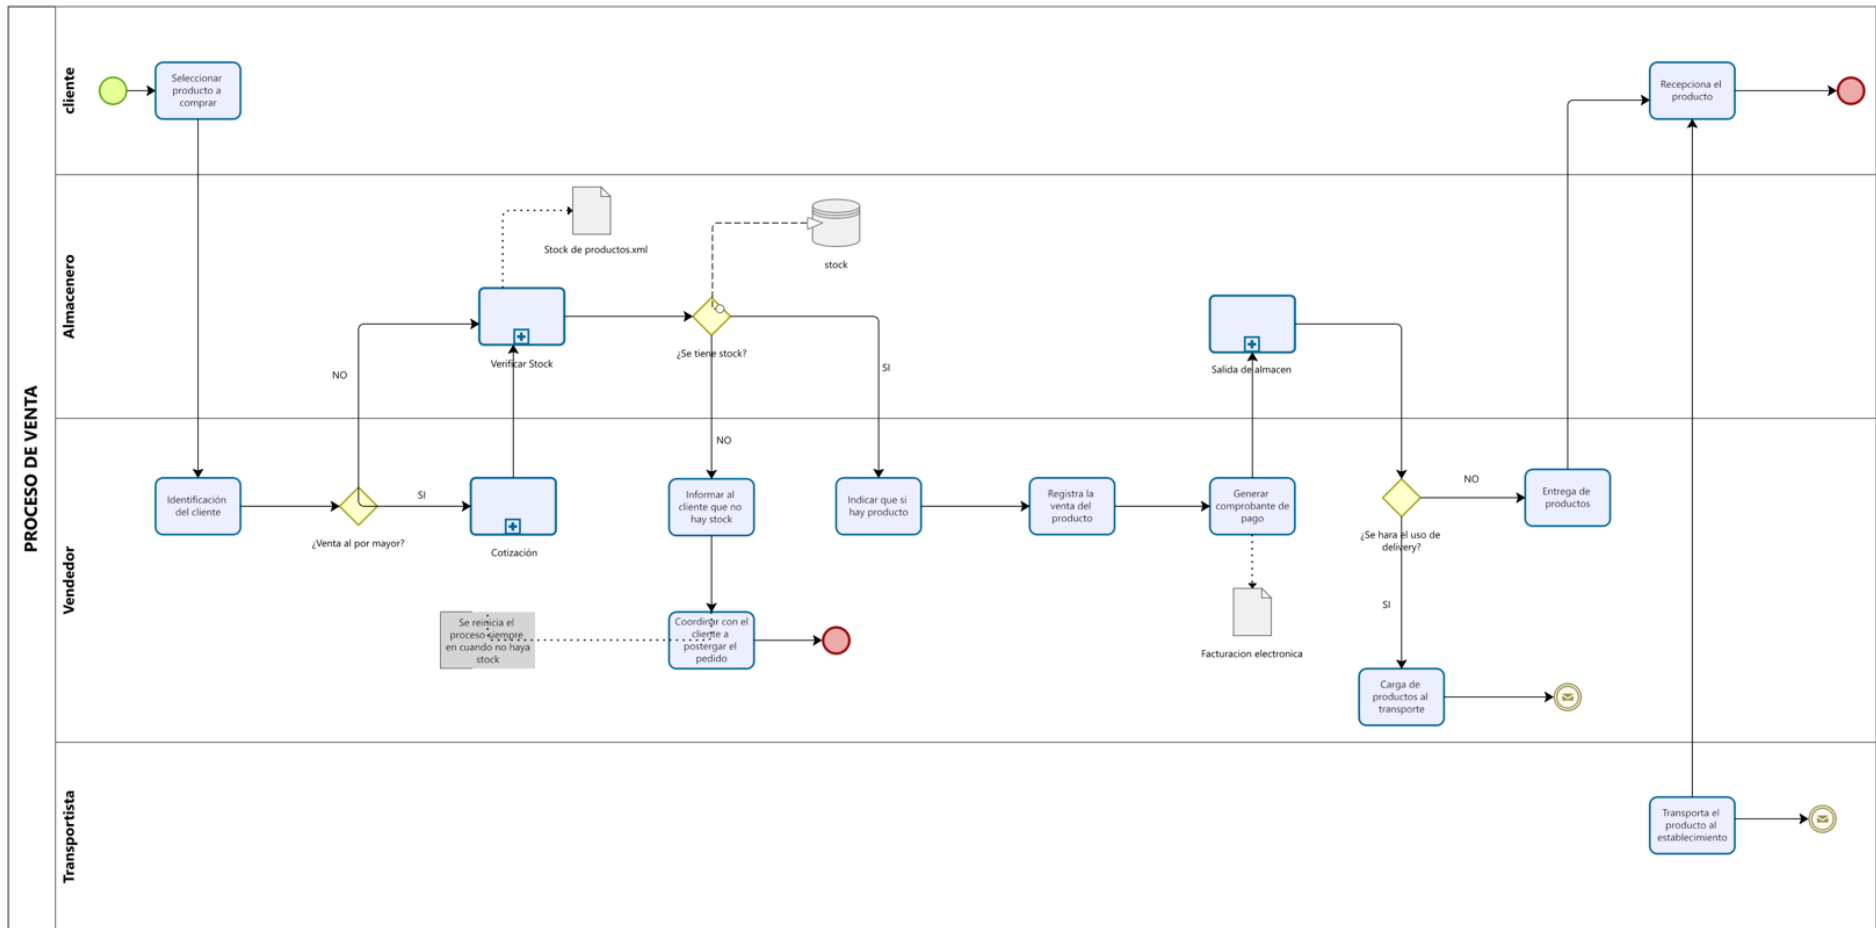 PROCESO DE VENTA
cliente
Seleccionar
producto a
comprar
Recepciona el
producto
Almacenero
Stock de productos.xml
stock
Verificar Stock
¿Se tiene stock?
NO
SI
Salida de almacen
Vendedor
Identificación
del cliente
¿Venta al por mayor?
SI
Cotización
NO
Informar al
cliente que no
hay stock
Indicar que si
hay producto
Registra la
venta del
producto
Generar
comprobante de
pago
¿Se hara el uso de
delivery?
NO
Entrega de
productos
SI
Se reinicia el
proceso siempre
en cuando no haya
stock
Coordinar con el
cliente a
postergar el
pedido
Facturacion electronica
Carga de
productos al
transporte
Transportista
Transporta el
producto al
establecimiento